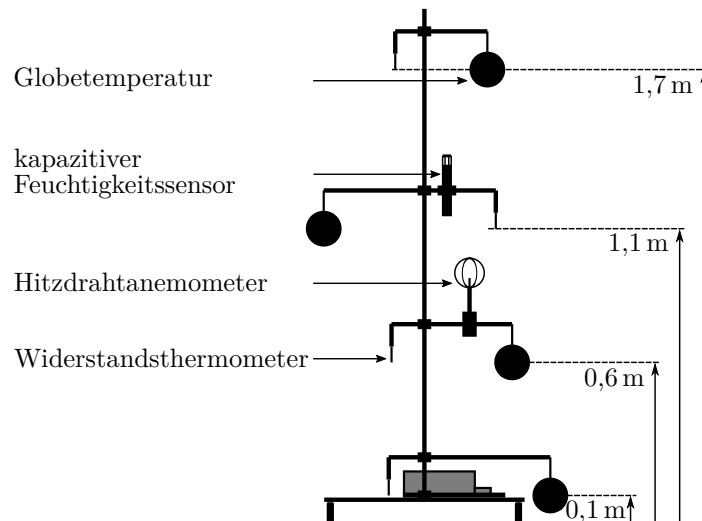 Globetemperatur
1,7 m
kapazitiver
Feuchtigkeitssensor
1,1 m
Hitzdrahtanemometer
Widerstandsthermometer
0,6 m
0,1 m